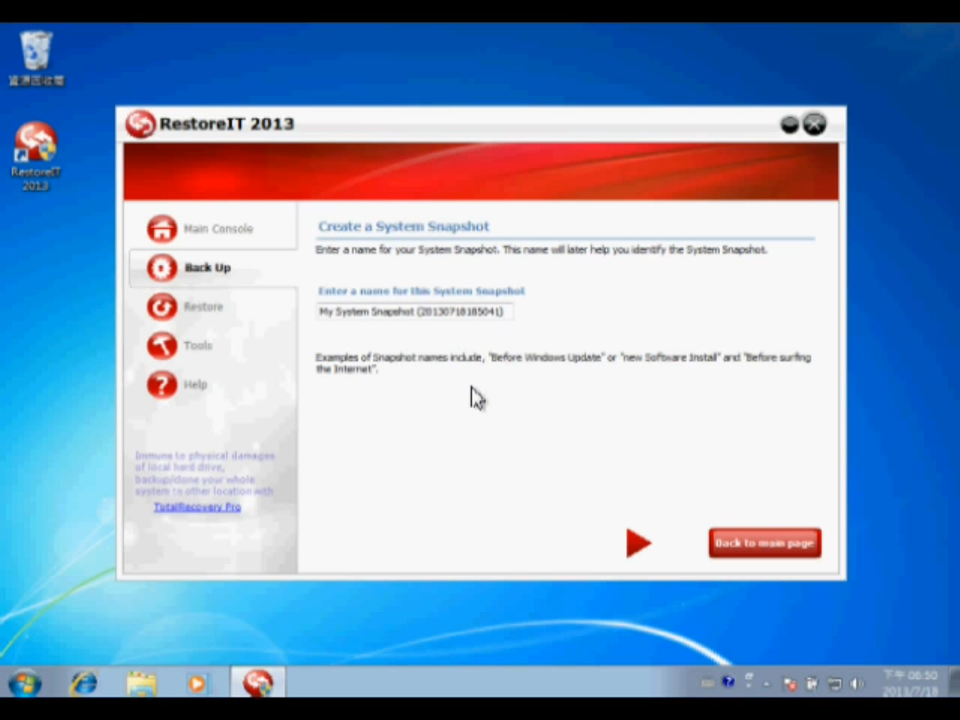 資源回收筒
RestoreIT
2013
RestoreIT 2013
Main Console
Back Up
Restore
Tools
Help
Immune to physical damages
of local hard drive,
backup/clone your whole
system to other location with
TotalRecovery Pro
Create a System Snapshot
Enter a name for your System Snapshot. This name will later help you identify the System Snapshot.
Enter a name for this System Snapshot
My System Snapshot (20130718185041)
Examples of Snapshot names include, "Before Windows Update" or "new Software Install" and "Before surfing
the Internet".
Back to main page
下午 06:50
2013/7/18